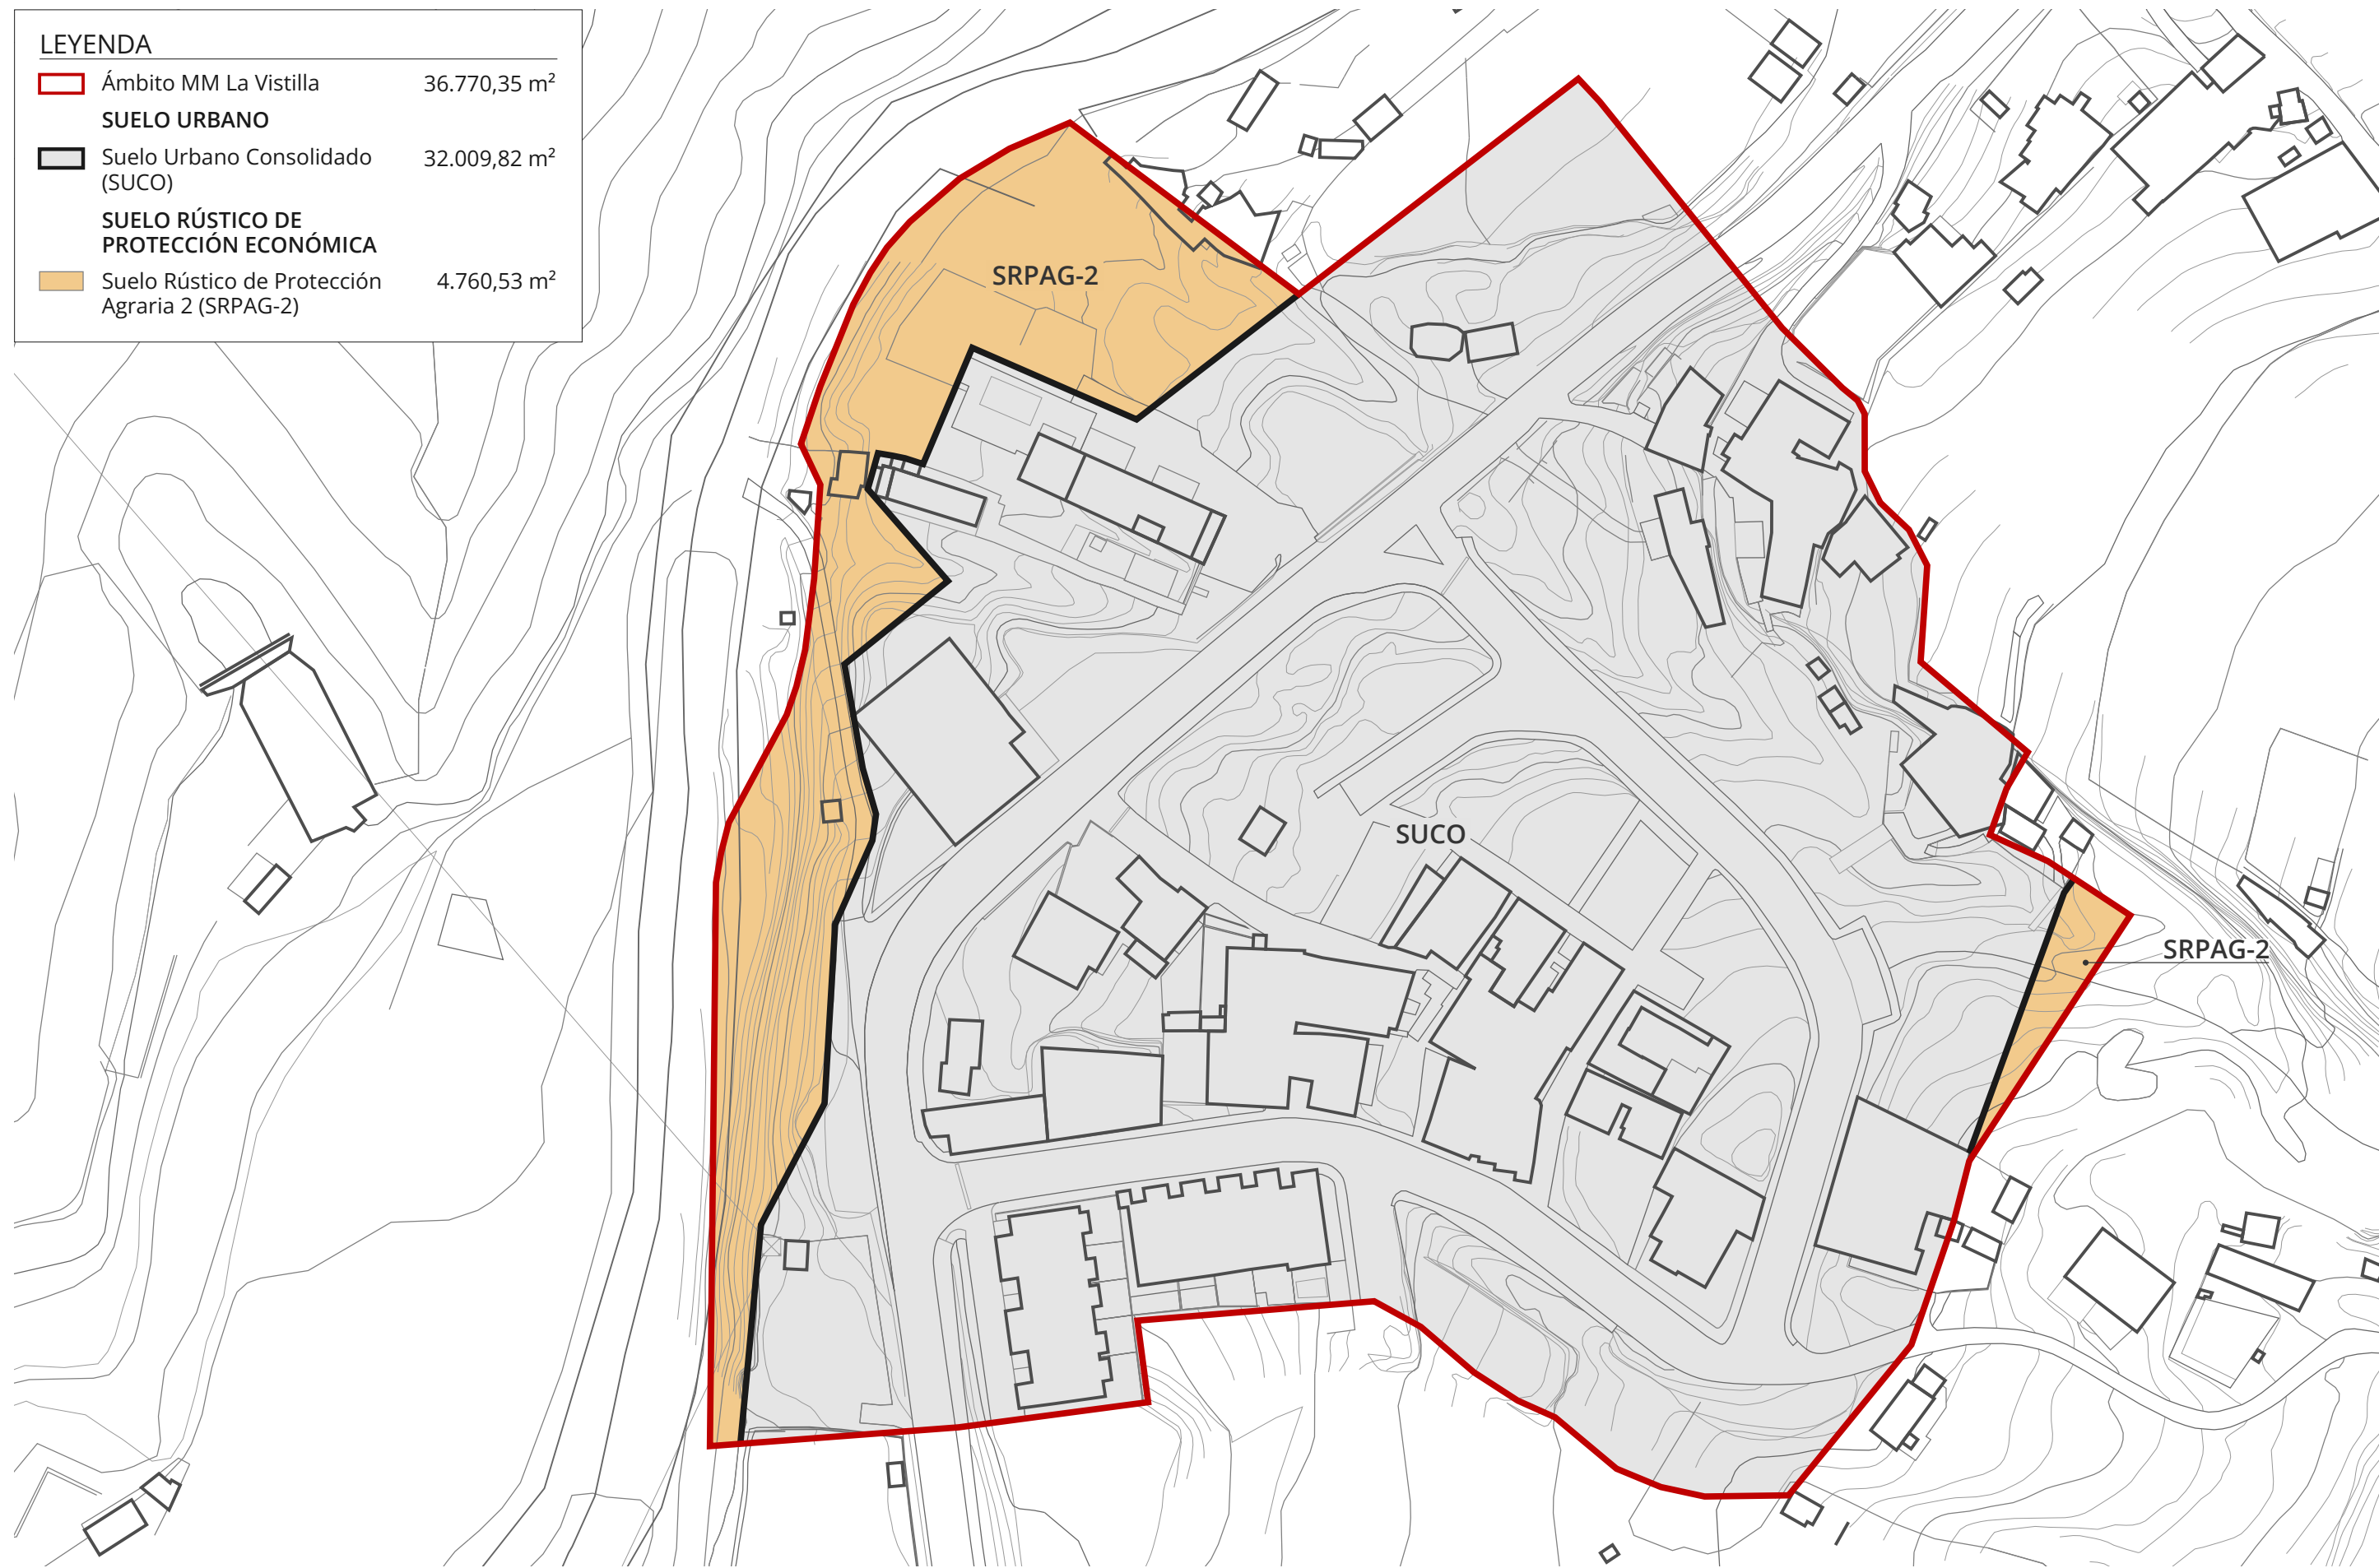 LEYENDA
Ámbito MM La Vistilla 36.770,35 m²
SUELO URBANO
Suelo Urbano Consolidado 32.009,82 m²
(SUCO)
SUELO RÚSTICO DE
PROTECCIÓN ECONÓMICA
Suelo Rústico de Protección 4.760,53 m²
Agraria 2 (SRPAG-2)
SRPAG-2
SUCO
SRPAG-2